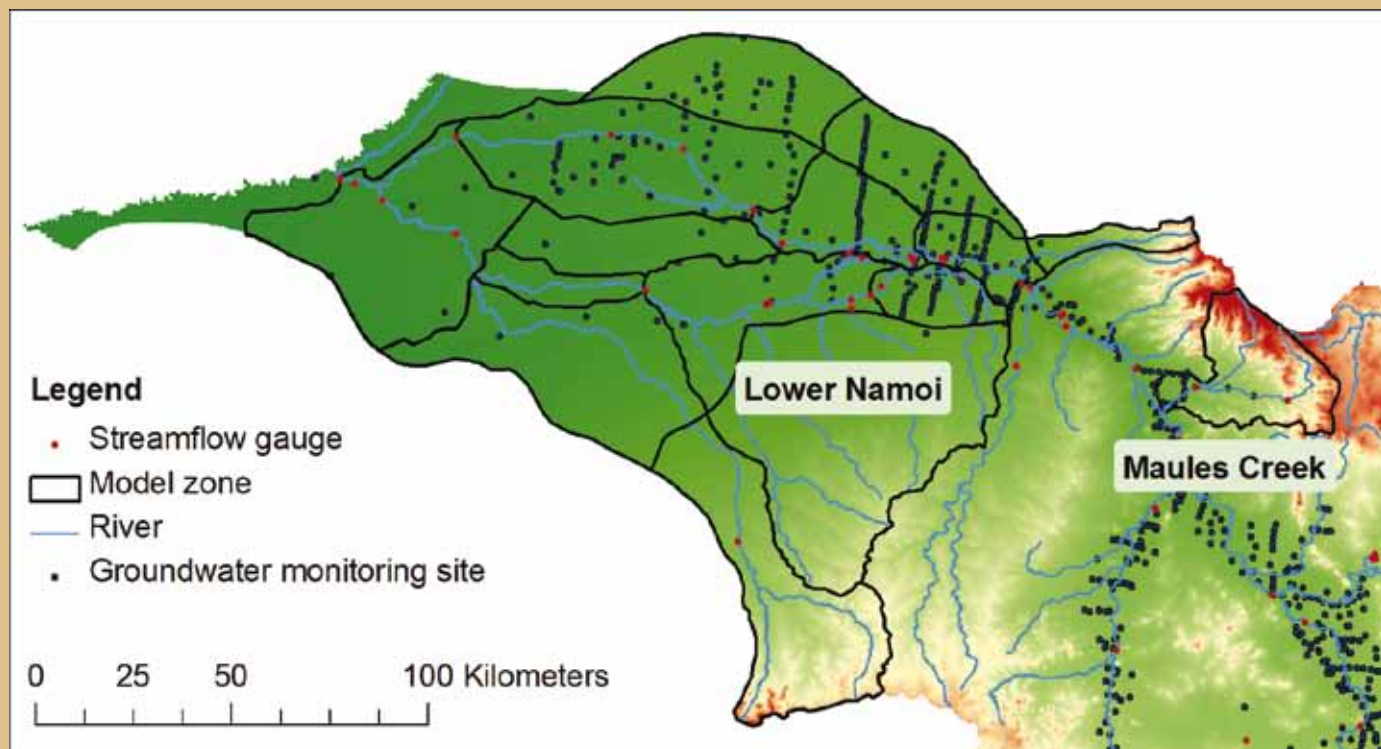 Lower Namoi
Maules Creek
Legend
Streamflow gauge
Model zone
River
Groundwater monitoring site
0 25 50 100 Kilometers